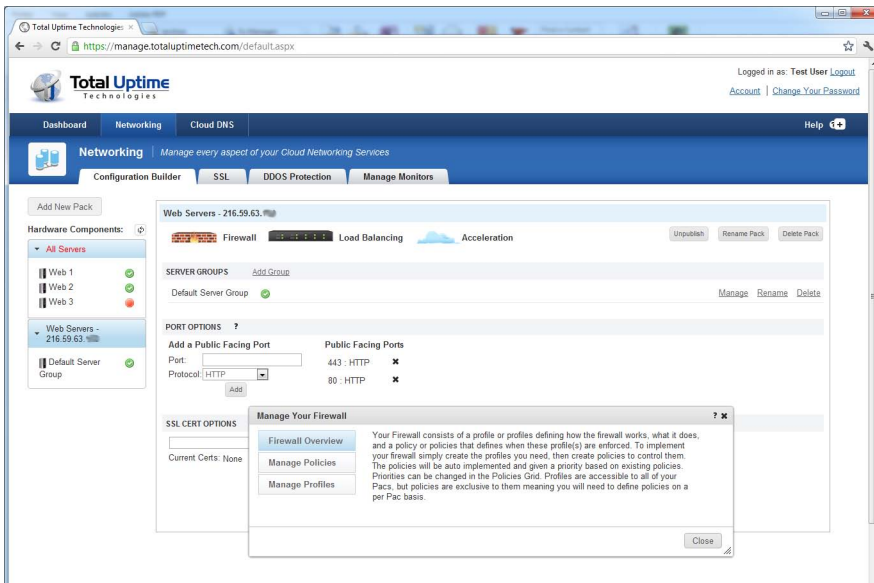 Total Uptime Technologies
https://manage.totaluptimetech.com/default.aspx
Logged in as: Test User Logout
Total Uptime
Technologies
Account | Change Your Password
Dashboard Networking Cloud DNS Help
Networking | Manage every aspect of your Cloud Networking Services
Configuration Builder SSL DDOS Protection Manage Monitors
Add New Pack
Hardware Components:
All Servers
Web 1
Web 2
Web 3
Web Servers -
216.59.63.
Default Server
Group
Web Servers - 216.59.63.
Firewall Load Balancing Acceleration Unpublish Rename Pack Delete Pack
SERVER GROUPS Add Group
Default Server Group Manage Rename Delete
PORT OPTIONS ?
Add a Public Facing Port Public Facing Ports
Port: 443 : HTTP
Protocol: HTTP 80 : HTTP
Add
SSL CERT OPTIONS
Current Certs: None
Manage Your Firewall ?
Firewall Overview
Manage Policies
Manage Profiles
Your Firewall consists of a profile or profiles defining how the firewall works, what it does,
and a policy or policies that defines when these profile(s) are enforced. To implement
your firewall simply create the profiles you need, then create policies to control them.
The policies will be auto implemented and given a priority based on existing policies.
Priorities can be changed in the Policies Grid. Profiles are accessible to all of your
Pacs, but policies are exclusive to them meaning you will need to define policies on a
per Pac basis.
Close